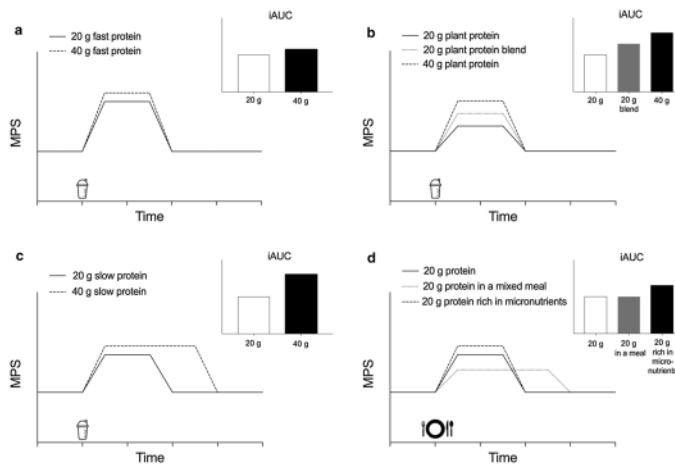 a
20 g fast protein
40 g fast protein
iAUC
20 g
40 g
MPS
Time
b
20 g plant protein
20 g plant protein blend
40 g plant protein
iAUC
20 g
20 g
blend
40 g
MPS
Time
c
20 g slow protein
40 g slow protein
iAUC
20 g
40 g
MPS
Time
d
20 g protein
20 g protein in a mixed meal
20 g protein rich in micronutrients
iAUC
20 g
20 g
in a meal
20 g
rich in
micro-
nutrients
MPS
Time